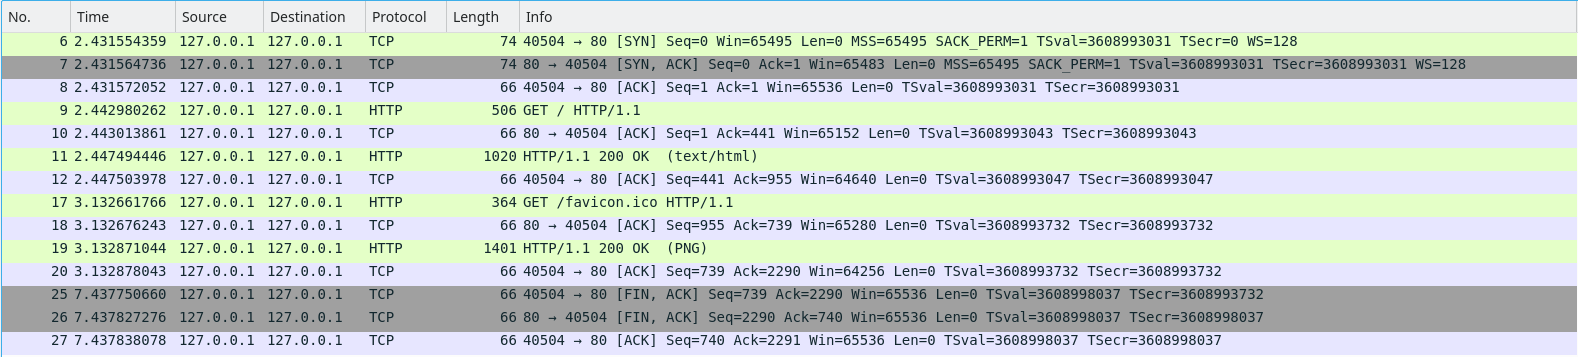 No. Time Source Destination Protocol Length Info
6 2.431554359 127.0.0.1 127.0.0.1 TCP 74 40504 → 80 [SYN] Seq=0 Win=65495 Len=0 MSS=65495 SACK_PERM=1 TSval=3608993031 TSecr=0 WS=128
7 2.431564736 127.0.0.1 127.0.0.1 TCP 74 80 → 40504 [SYN, ACK] Seq=0 Ack=1 Win=65483 Len=0 MSS=65495 SACK_PERM=1 TSval=3608993031 TSecr=3608993031 WS=128
8 2.431572052 127.0.0.1 127.0.0.1 TCP 66 40504 → 80 [ACK] Seq=1 Ack=1 Win=65536 Len=0 TSval=3608993031 TSecr=3608993031
9 2.442980262 127.0.0.1 127.0.0.1 HTTP 506 GET / HTTP/1.1
10 2.443013861 127.0.0.1 127.0.0.1 TCP 66 80 → 40504 [ACK] Seq=1 Ack=441 Win=65152 Len=0 TSval=3608993043 TSecr=3608993043
11 2.447494446 127.0.0.1 127.0.0.1 HTTP 1020 HTTP/1.1 200 OK (text/html)
12 2.447503978 127.0.0.1 127.0.0.1 TCP 66 40504 → 80 [ACK] Seq=441 Ack=955 Win=64640 Len=0 TSval=3608993047 TSecr=3608993047
17 3.132661766 127.0.0.1 127.0.0.1 HTTP 364 GET /favicon.ico HTTP/1.1
18 3.132676243 127.0.0.1 127.0.0.1 TCP 66 80 → 40504 [ACK] Seq=955 Ack=739 Win=65280 Len=0 TSval=3608993732 TSecr=3608993732
19 3.132871044 127.0.0.1 127.0.0.1 HTTP 1401 HTTP/1.1 200 OK (PNG)
20 3.132878043 127.0.0.1 127.0.0.1 TCP 66 40504 → 80 [ACK] Seq=739 Ack=2290 Win=64256 Len=0 TSval=3608993732 TSecr=3608993732
25 7.437750660 127.0.0.1 127.0.0.1 TCP 66 40504 → 80 [FIN, ACK] Seq=739 Ack=2290 Win=65536 Len=0 TSval=3608998037 TSecr=3608993732
26 7.437827276 127.0.0.1 127.0.0.1 TCP 66 80 → 40504 [FIN, ACK] Seq=2290 Ack=740 Win=65536 Len=0 TSval=3608998037 TSecr=3608998037
27 7.437838078 127.0.0.1 127.0.0.1 TCP 66 40504 → 80 [ACK] Seq=740 Ack=2291 Win=65536 Len=0 TSval=3608998037 TSecr=3608998037